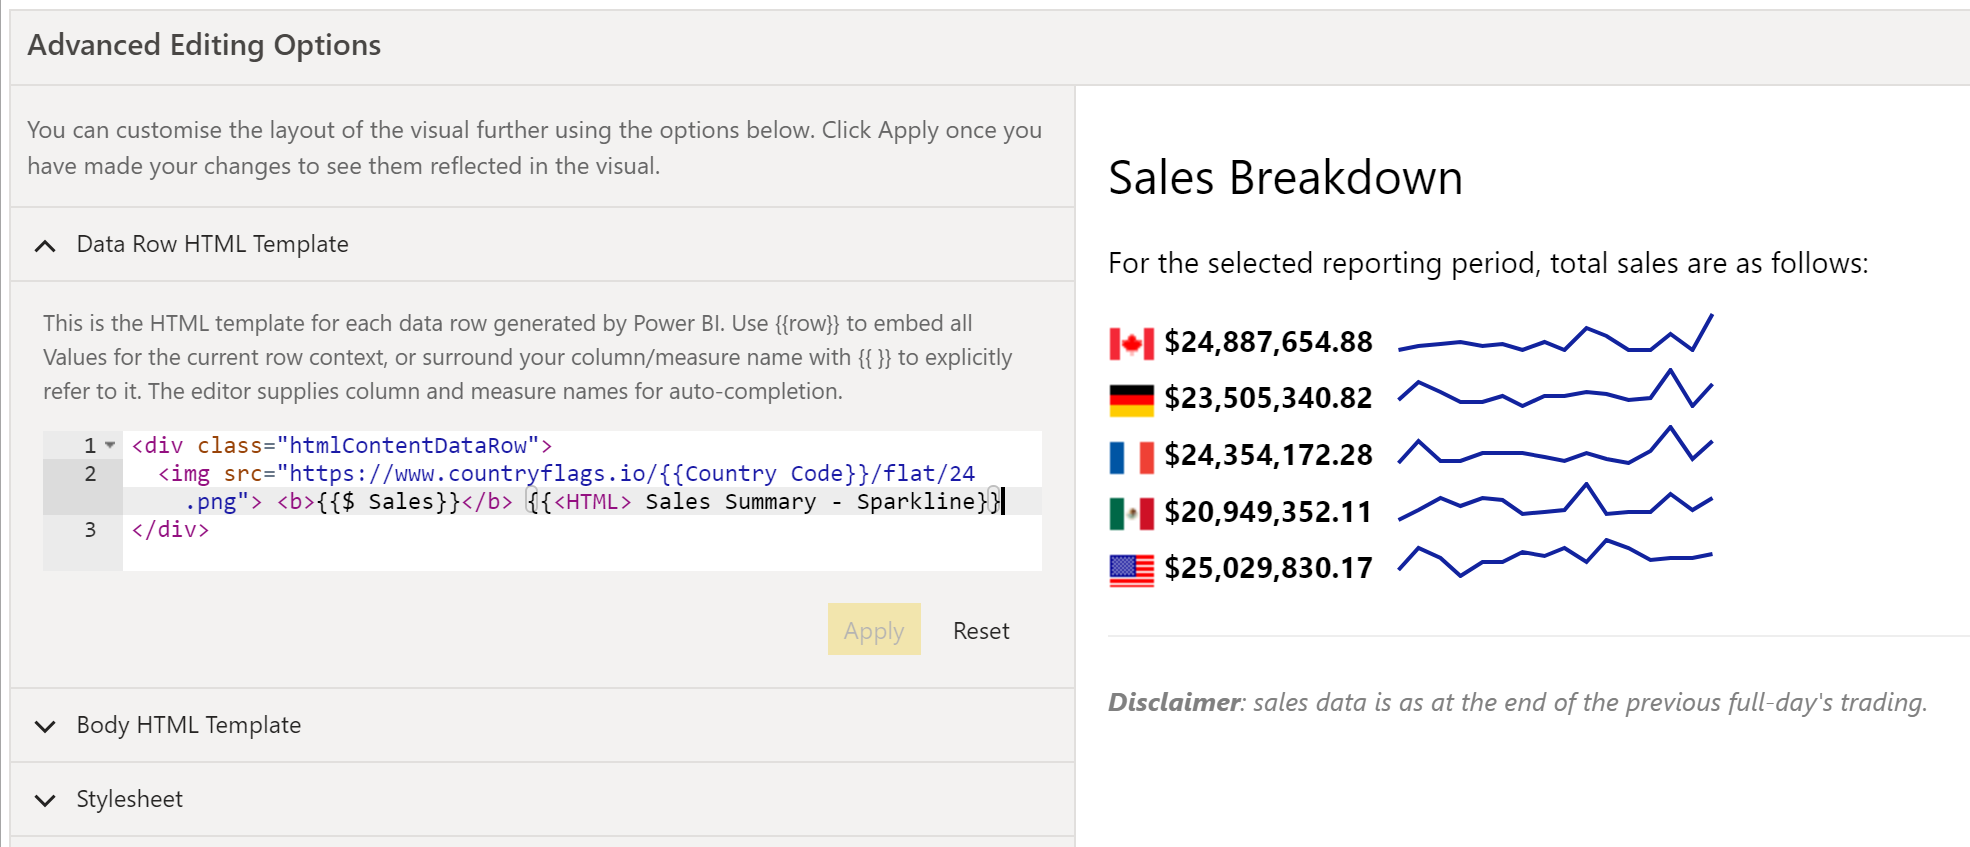 Advanced Editing Options
You can customise the layout of the visual further using the options below. Click Apply once you
have made your changes to see them reflected in the visual.
Data Row HTML Template
This is the HTML template for each data row generated by Power BI. Use {{row}} to embed all
Values for the current row context, or surround your column/measure name with {{ }} to explicitly
refer to it. The editor supplies column and measure names for auto-completion.
1 <div class="htmlContentDataRow">
2 <img src="https://www.countryflags.io/{{Country Code}}/flat/24
.png"> <b>{{$ Sales}}</b> {{<HTML> Sales Summary - Sparkline}}
3 </div>
Apply Reset
Body HTML Template
Stylesheet
Sales Breakdown
For the selected reporting period, total sales are as follows:
$24,887,654.88
$23,505,340.82
$24,354,172.28
$20,949,352.11
$25,029,830.17
Disclaimer: sales data is as at the end of the previous full-day's trading.